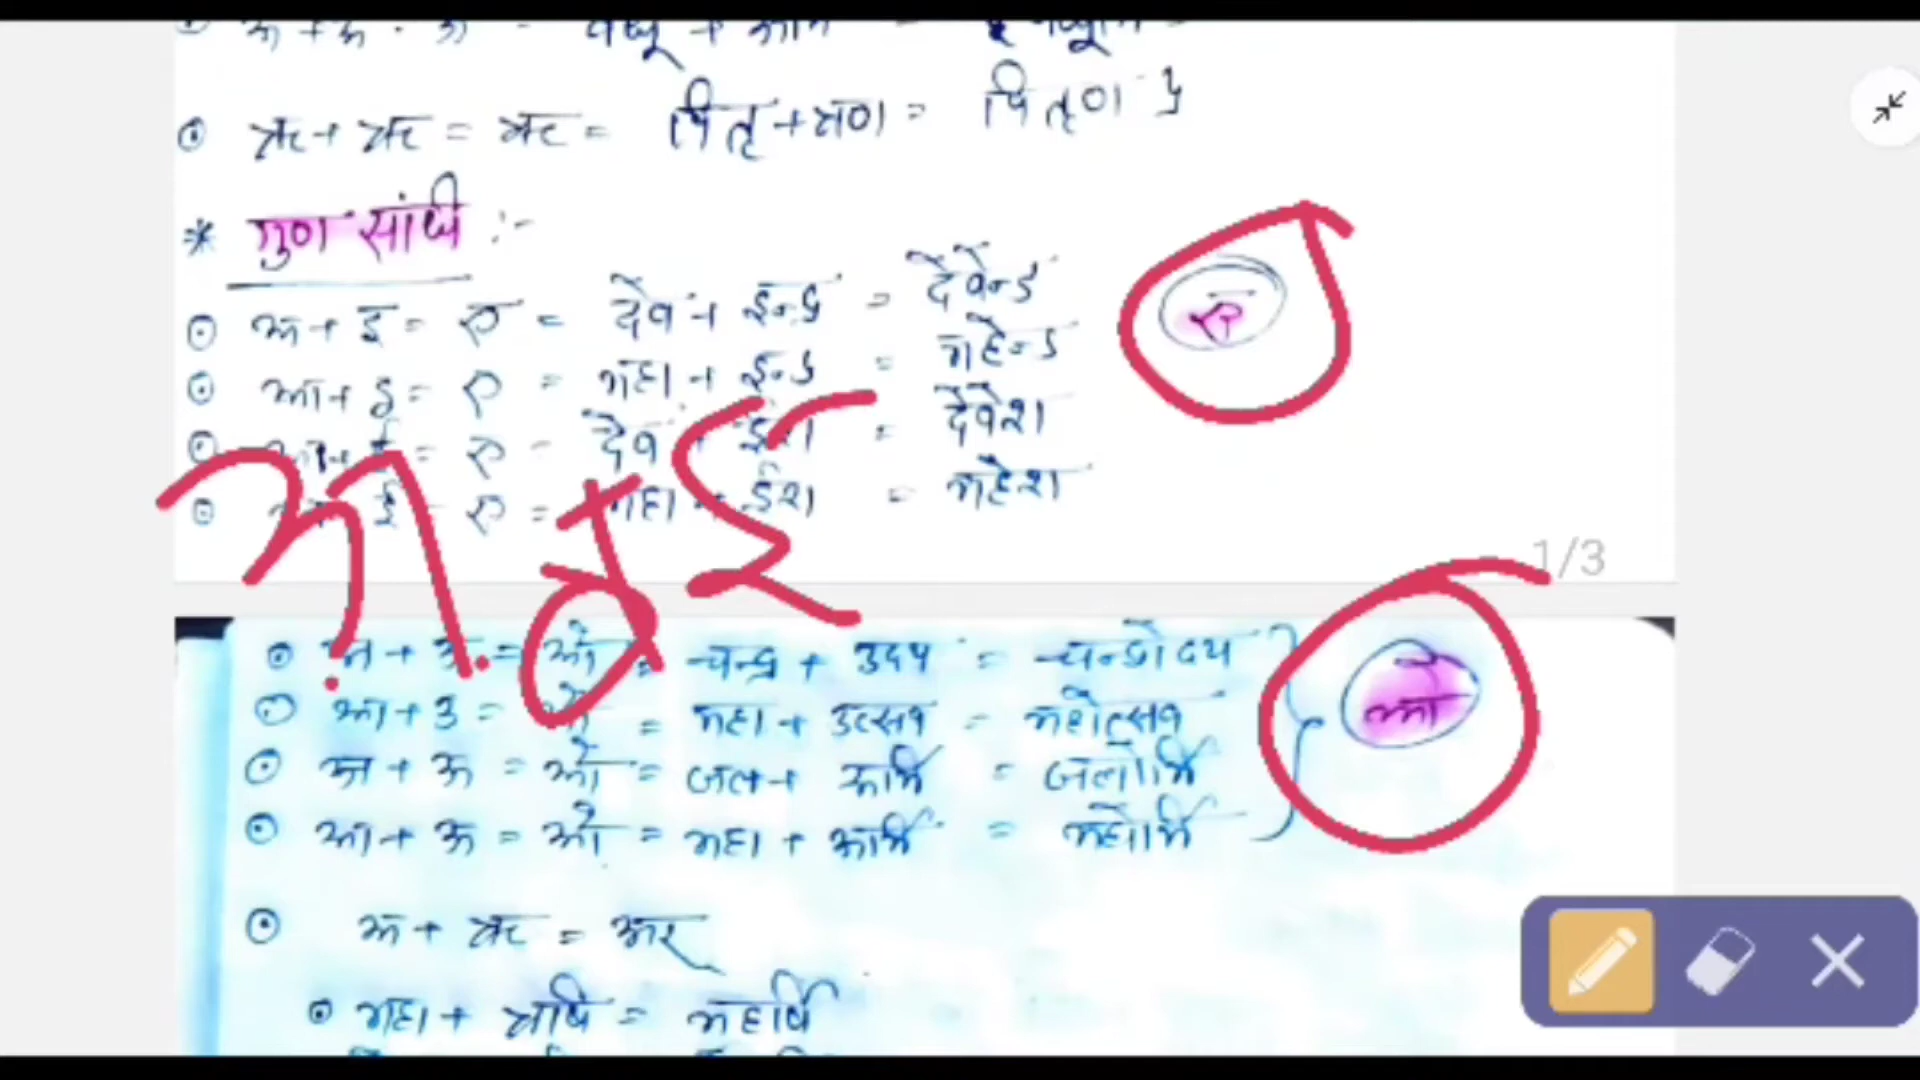 ऋ + ऋ = ऋ = पितृ + ऋण = पितृण }
* गुण संधी :-
अ + इ = ए = देव + इन्द्र = देवेन्द्र
ए
आ + इ = ए = महा + इन्द्र = महेन्द्र
= ए = देव + ईश = देवेश
ई = ए = महा + ईश = महेश
1/3
अ + उ = ओ = चन्द्र + उदय = चन्द्रोदय
आ + उ = ओ = महा + उत्सव = महोत्सव
ओ
अ + ऊ = ओ = जल + ऊर्मि = जलोर्मि
आ + ऊ = ओ = महा + ऊर्मि = महोर्मि
अ + ऋ = अर
महा + ऋषि = महर्षि